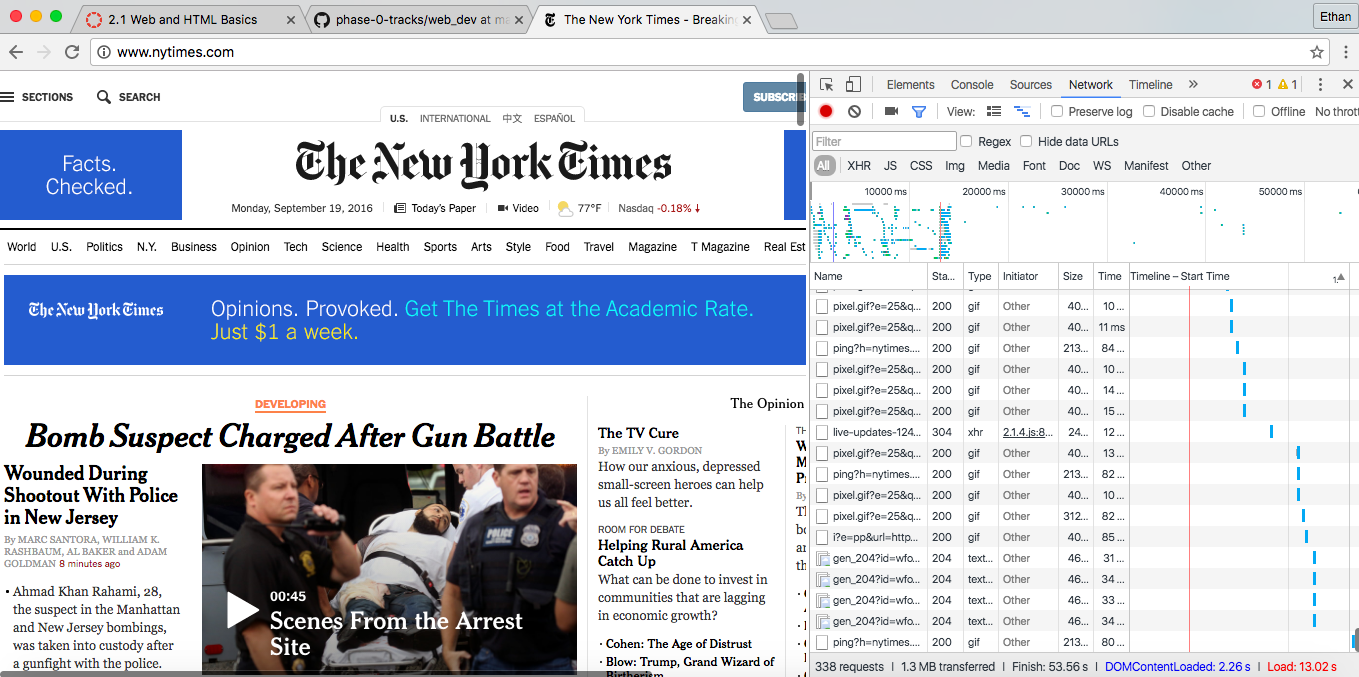 2.1 Web and HTML Basics
phase-0-tracks/web_dev at ma
The New York Times - Breaking
Ethan
www.nytimes.com
SECTIONS
SEARCH
SUBSCRIB
U.S. INTERNATIONAL 中文 ESPAÑOL
Facts.
Checked.
The New York Times
Monday, September 19, 2016
Today's Paper
Video
77°F
Nasdaq -0.18% ↓
World U.S. Politics N.Y. Business Opinion Tech Science Health Sports Arts Style Food Travel Magazine T Magazine Real Est
The New York Times
Opinions. Provoked. Get The Times at the Academic Rate.
Just $1 a week.
DEVELOPING
Bomb Suspect Charged After Gun Battle
Wounded During
Shootout With Police
in New Jersey
By MARC SANTORA, WILLIAM K.
RASHBAUM, AL BAKER and ADAM
GOLDMAN 8 minutes ago
· Ahmad Khan Rahami, 28,
the suspect in the Manhattan
and New Jersey bombings,
was taken into custody after
a gunfight with the police.
POLICE
00:45
Scenes From the Arrest
Site
The Opinion
The TV Cure
By EMILY V. GORDON
How our anxious, depressed
small-screen heroes can help
us all feel better.
ROOM FOR DEBATE
Helping Rural America
Catch Up
What can be done to invest in
communities that are lagging
in economic growth?
· Cohen: The Age of Distrust
· Blow: Trump, Grand Wizard of
Birtherism
Elements Console Sources Network Timeline » 1 1
View: Preserve log Disable cache Offline No thrott
Filter Regex Hide data URLs
All XHR JS CSS Img Media Font Doc WS Manifest Other
10000 ms 20000 ms 30000 ms 40000 ms 50000 ms
Name Sta... Type Initiator Size Time Timeline – Start Time 1.
pixel.gif?e=25&q... 200 gif Other 40... 10...
pixel.gif?e=25&q... 200 gif Other 40... 11 ms
ping?h=nytimes.... 200 gif Other 213... 84...
pixel.gif?e=25&q... 200 gif Other 40... 10...
pixel.gif?e=25&q... 200 gif Other 40... 14...
pixel.gif?e=25&q... 200 gif Other 40... 15...
live-updates-124... 304 xhr 2.1.4.js:8... 24... 12...
pixel.gif?e=25&q... 200 gif Other 40... 13...
ping?h=nytimes.... 200 gif Other 213... 82...
pixel.gif?e=25&q... 200 gif Other 40... 10...
pixel.gif?e=25&q... 200 gif Other 312... 82...
i?e=pp&url=http... 200 gif Other 40... 85...
gen_204?id=wfo... 204 text... Other 46... 31...
gen_204?id=wfo... 204 text... Other 46... 34...
gen_204?id=wfo... 204 text... Other 46... 33...
gen_204?id=wfo... 204 text... Other 46... 34...
ping?h=nytimes.... 200 gif Other 213... 80...
338 requests | 1.3 MB transferred | Finish: 53.56 s | DOMContentLoaded: 2.26 s | Load: 13.02 s